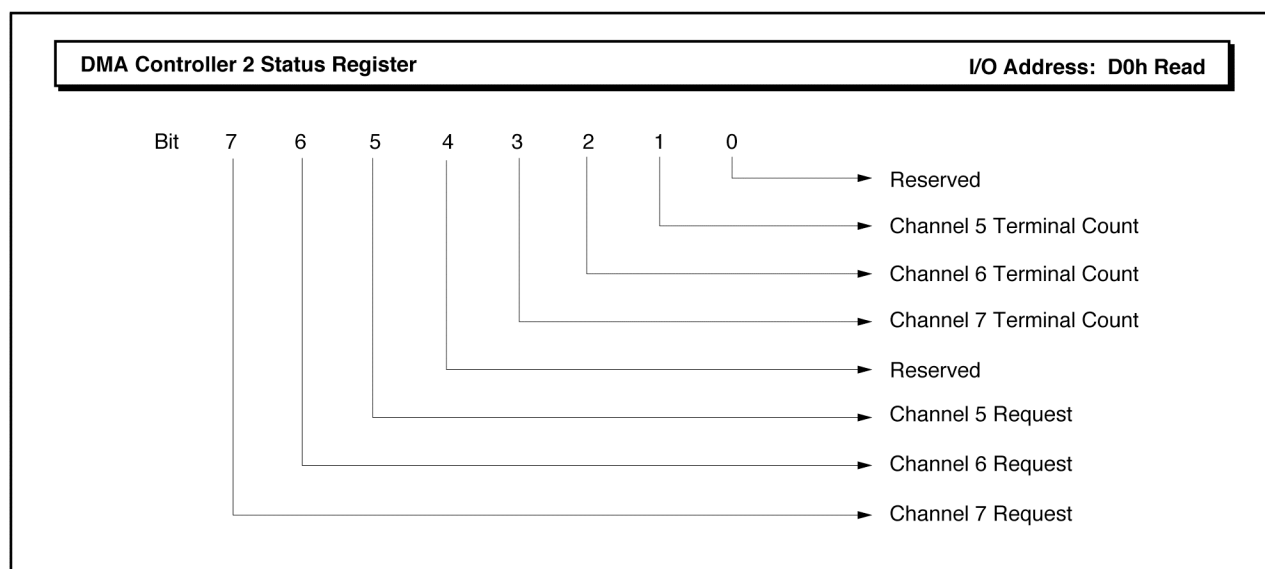 DMA Controller 2 Status Register I/O Address: D0h Read
Bit 7 6 5 4 3 2 1 0
Reserved
Channel 5 Terminal Count
Channel 6 Terminal Count
Channel 7 Terminal Count
Reserved
Channel 5 Request
Channel 6 Request
Channel 7 Request